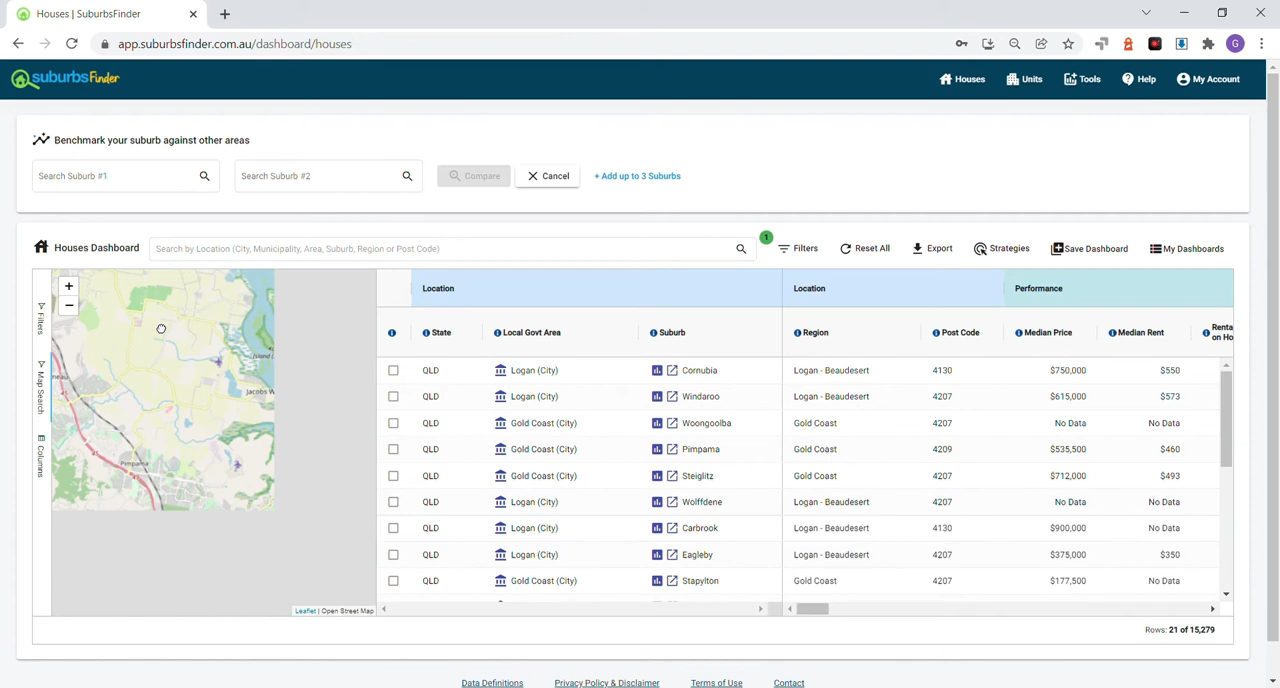 Houses | SuburbsFinder
app.suburbsfinder.com.au/dashboard/houses
G
suburbsFinder
Houses
Units
Tools
Help
My Account
Benchmark your suburb against other areas
Search Suburb #1
Search Suburb #2
Compare
Cancel
+ Add up to 3 Suburbs
Houses Dashboard
Search by Location (City, Municipality, Area, Suburb, Region or Post Code)
1
Filters
Reset All
Export
Strategies
Save Dashboard
My Dashboards
+
−
Filters
Map Search
Columns
Jacobs W
Pimpama
Leaflet | Open Street Map
Location Location Performance
State Local Govt Area Suburb Region Post Code Median Price Median Rent Renta
on Ho
QLD Logan (City) Cornubia Logan - Beaudesert 4130 $750,000 $550
QLD Logan (City) Windaroo Logan - Beaudesert 4207 $615,000 $573
QLD Gold Coast (City) Woongoolba Gold Coast 4207 No Data No Data
QLD Gold Coast (City) Pimpama Gold Coast 4209 $535,500 $460
QLD Gold Coast (City) Steiglitz Gold Coast 4207 $712,000 $493
QLD Logan (City) Wolffdene Logan - Beaudesert 4207 No Data No Data
QLD Logan (City) Carbrook Logan - Beaudesert 4130 $900,000 No Data
QLD Logan (City) Eagleby Logan - Beaudesert 4207 $375,000 $350
QLD Gold Coast (City) Stapylton Gold Coast 4207 $177,500 No Data
Rows: 21 of 15,279
Data Definitions
Privacy Policy & Disclaimer
Terms of Use
Contact